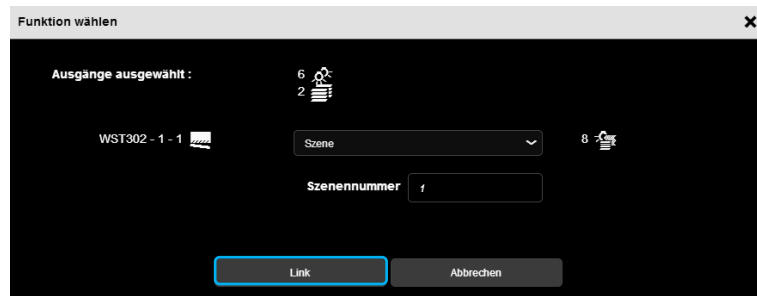 Funktion wählen
Ausgänge ausgewählt :
6
2
WST302 - 1 - 1
Szene
8
Szenennummer
1
Link
Abbrechen